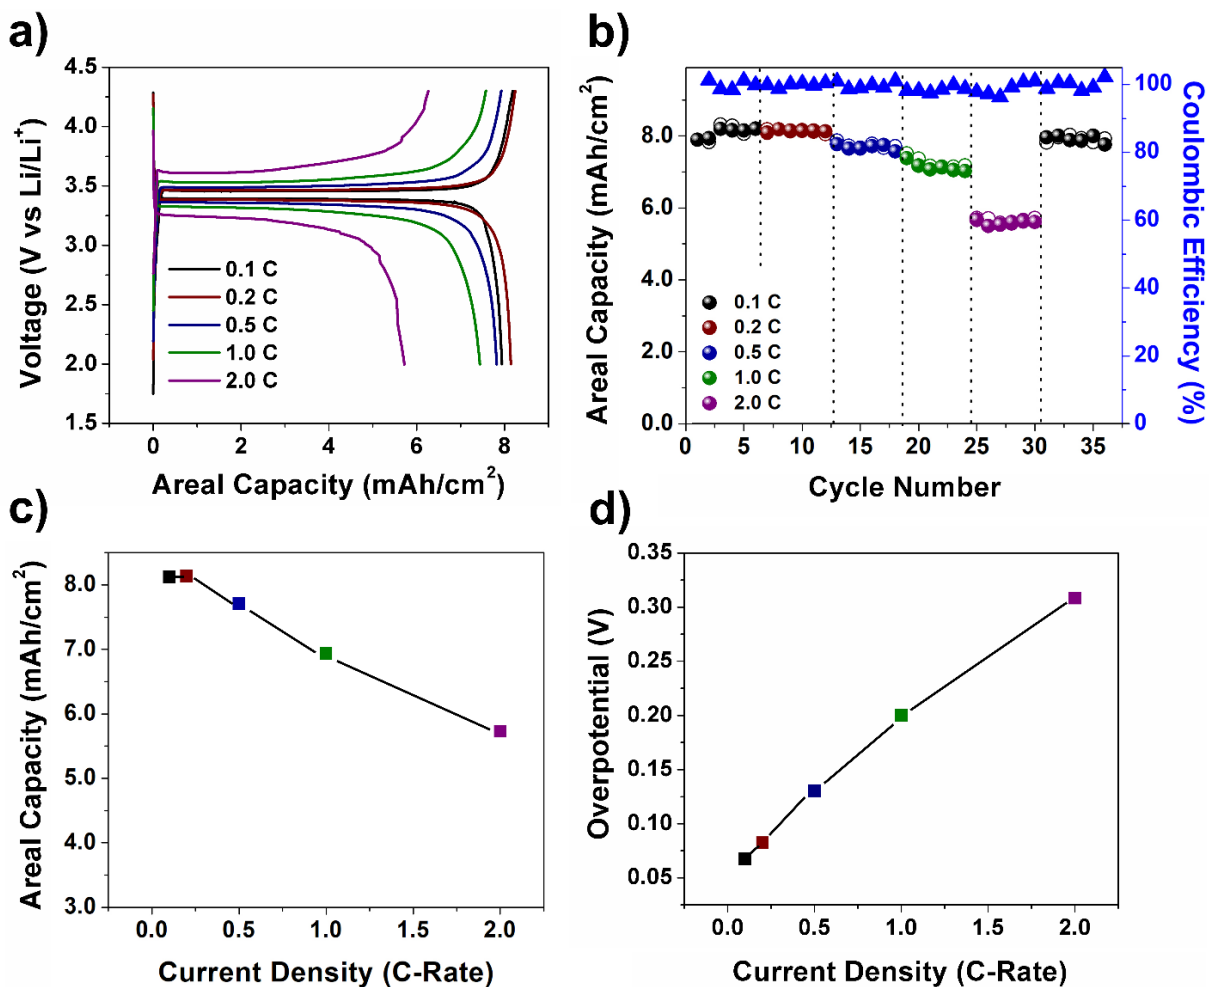 a)
4.5
4.0
3.5
3.0
2.5
2.0
1.5
Voltage (V vs Li/Li+)
0.1 C
0.2 C
0.5 C
1.0 C
2.0 C
0 2 4 6 8
Areal Capacity (mAh/cm2)
b)
8.0
6.0
4.0
2.0
0.0
Areal Capacity (mAh/cm2)
0.1 C
0.2 C
0.5 C
1.0 C
2.0 C
100
80
60
40
20
0
Coulombic Efficiency (%)
0 5 10 15 20 25 30 35
Cycle Number
c)
8.0
7.0
6.0
5.0
4.0
3.0
Areal Capacity (mAh/cm2)
0.0 0.5 1.0 1.5 2.0
Current Density (C-Rate)
d)
0.35
0.30
0.25
0.20
0.15
0.10
0.05
Overpotential (V)
0.0 0.5 1.0 1.5 2.0
Current Density (C-Rate)